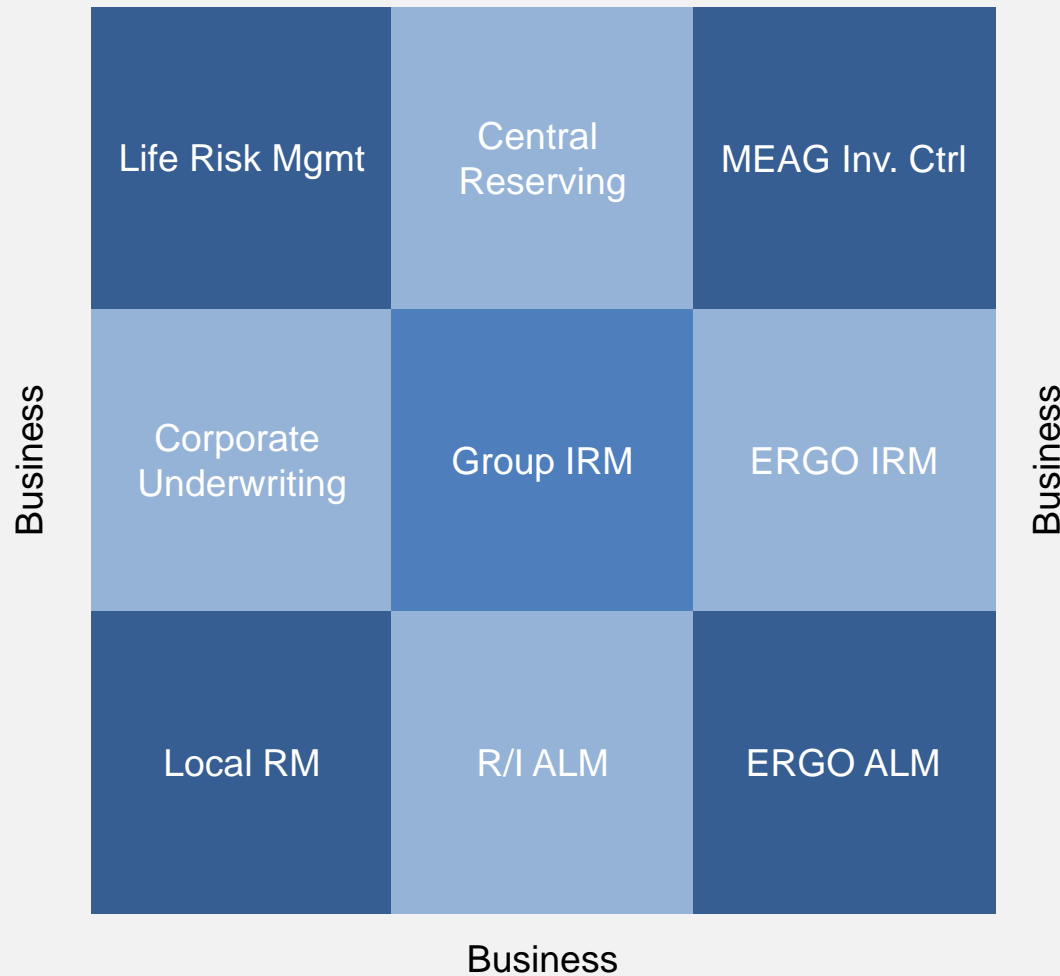 Life Risk Mgmt
Central
Reserving
MEAG Inv. Ctrl
Business
Corporate
Underwriting
Group IRM
ERGO IRM
Business
Local RM
R/I ALM
ERGO ALM
Business